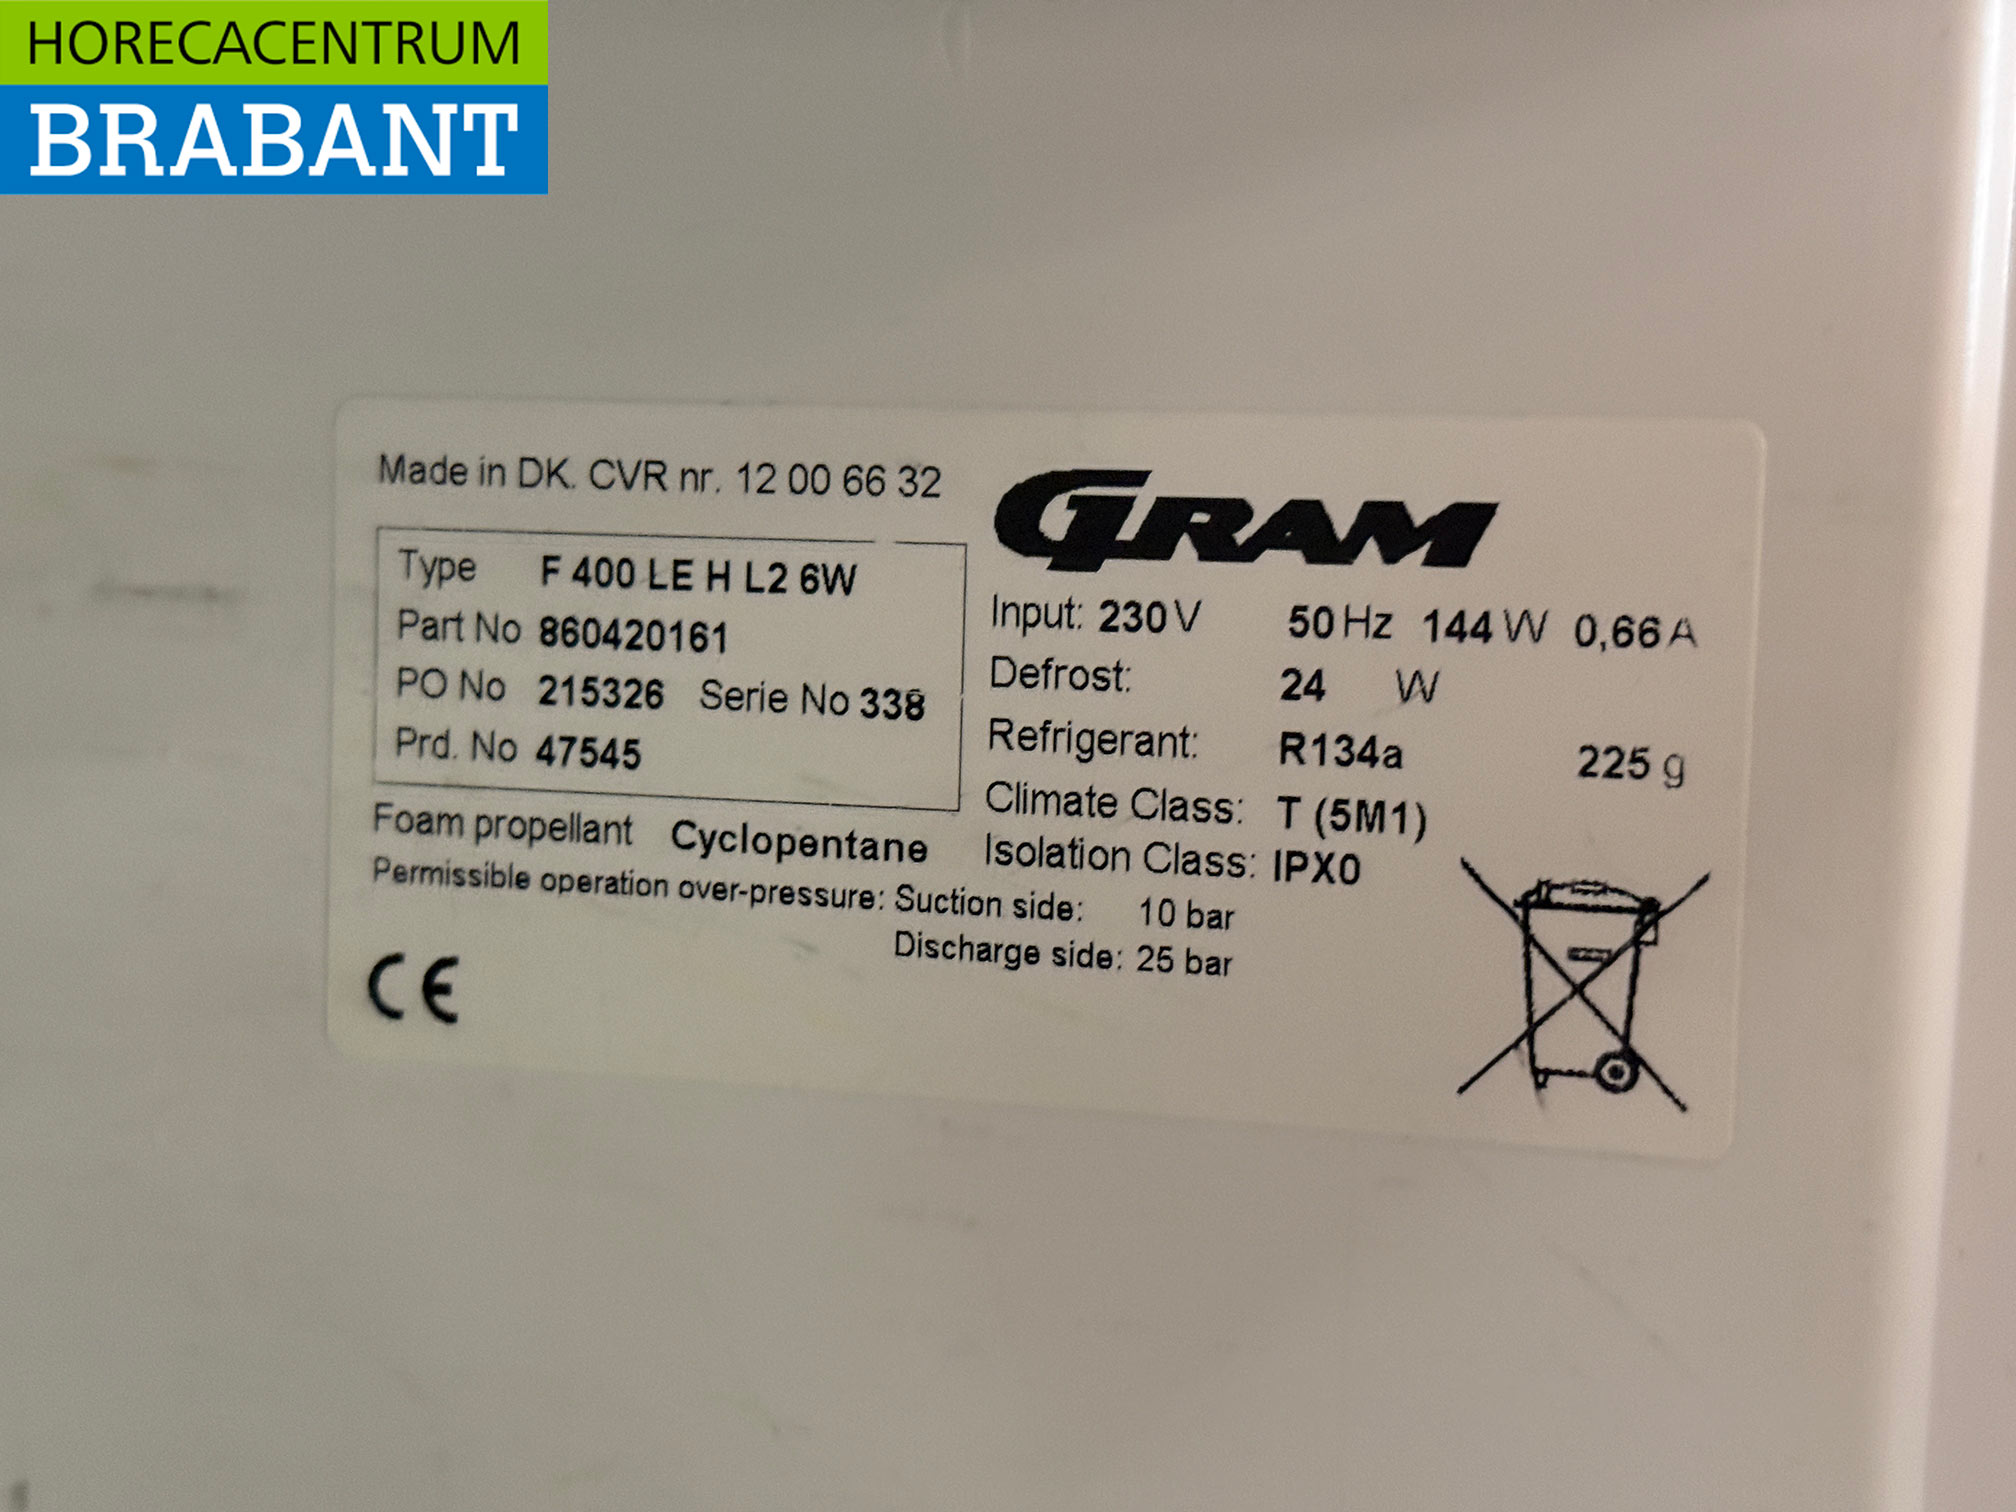 HORECACENTRUM
BRABANT
Made in DK. CVR nr. 12 00 66 32
GRAM
Type F 400 LE H L2 6W
Part No 860420161
PO No 215326 Serie No 338
Prd. No 47545
Input: 230 V 50 Hz 144 W 0,66 A
Defrost: 24 W
Refrigerant: R134a 225 g
Climate Class: T (5M1)
Isolation Class: IPX0
Foam propellant Cyclopentane
Permissible operation over-pressure: Suction side: 10 bar
Discharge side: 25 bar
CE